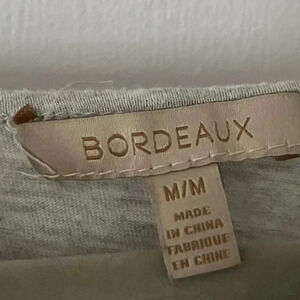 BORDEAUX
M/M
MADE
IN CHINA
FABRIQUE
EN CHINE